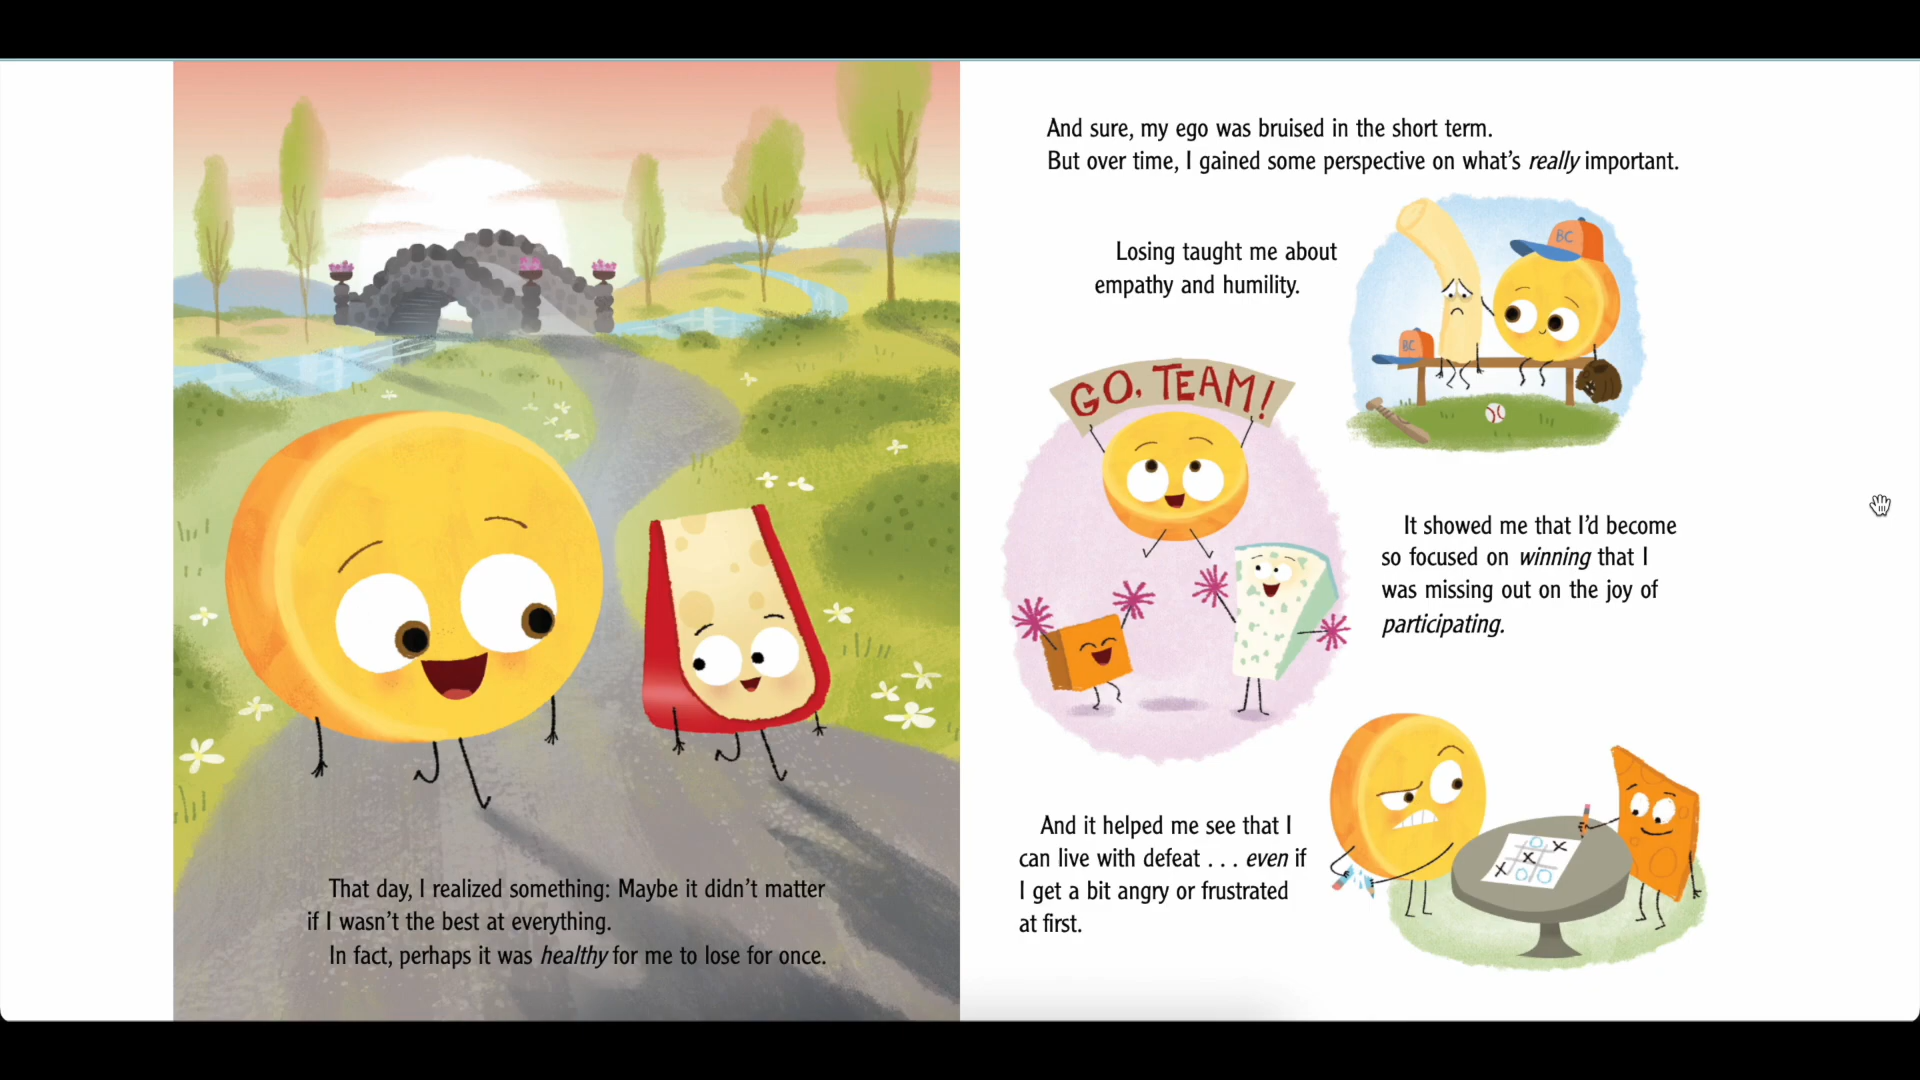 That day, I realized something: Maybe it didn't matter
if I wasn't the best at everything.
In fact, perhaps it was healthy for me to lose for once.
And sure, my ego was bruised in the short term.
But over time, I gained some perspective on what's really important.
Losing taught me about
empathy and humility.
BC
BC
GO, TEAM!
It showed me that I'd become
so focused on winning that I
was missing out on the joy of
participating.
And it helped me see that I
can live with defeat . . . even if
I get a bit angry or frustrated
at first.
O X
X O
X O O